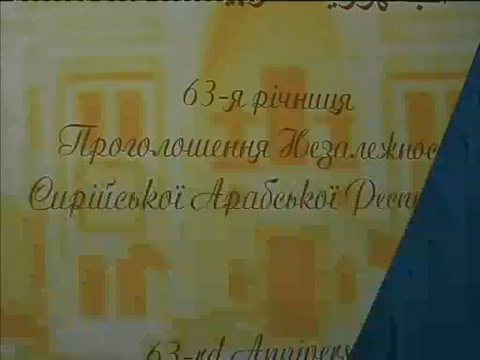 63-я річниця
Проголошення Незалежнос
Сирійської Арабської Респ
63-rd Annivers